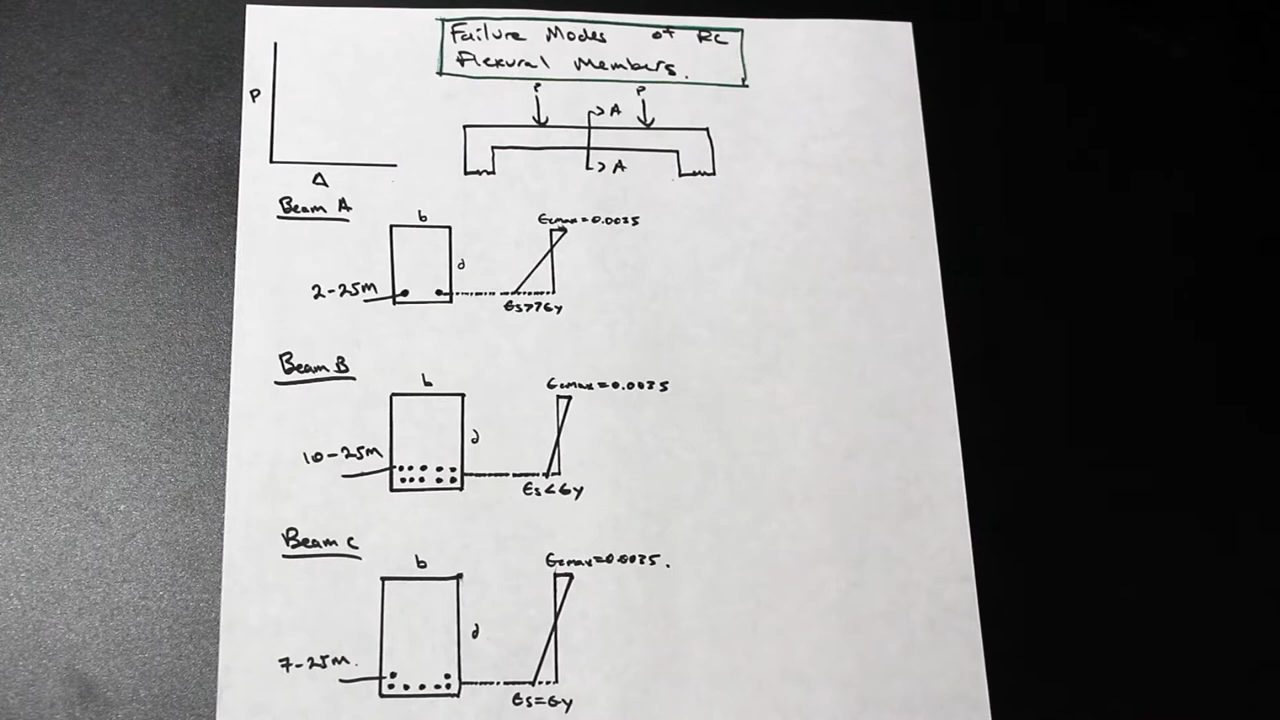 Failure Modes of RC
Flexural Members.
P
P
P
A
A
Δ
Beam A
b
εcmax=0.0035
d
2-25M
εs>>εy
Beam B
b
εcmax=0.0035
d
10-25M
εs<εy
Beam C
b
εcmax=0.0035.
d
7-25M.
εs=εy